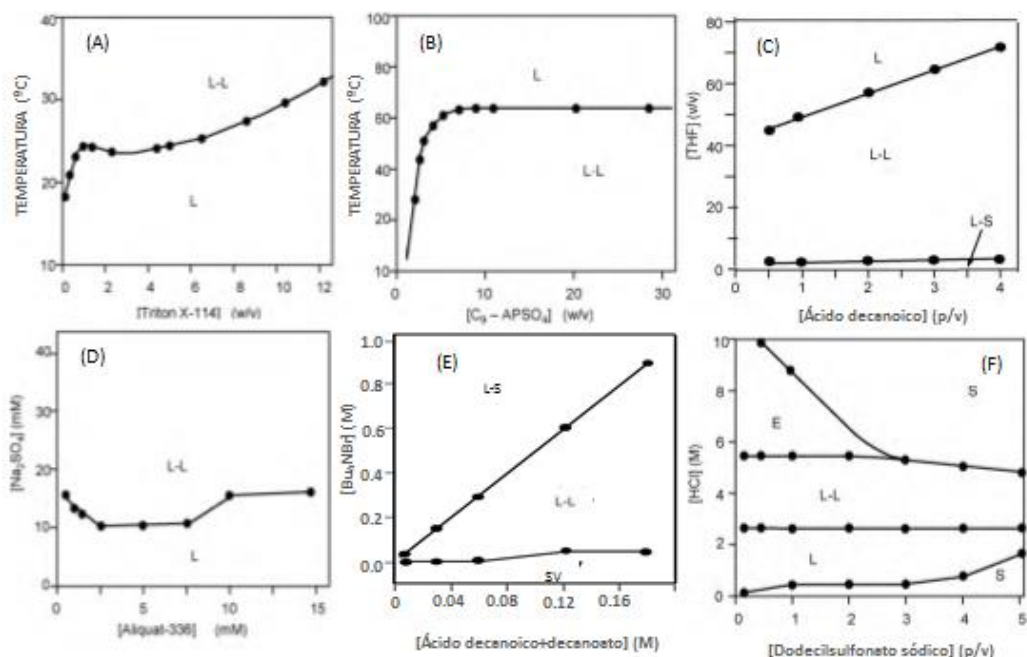 (A)
TEMPERATURA (ºC)
40
30
20
10
L-L
L
0 2 4 6 8 10 12
[Triton X-114] (w/v)
(B)
TEMPERATURA (ºC)
100
80
60
40
20
10
L
L-L
0 10 20 30
[C₉ – APSO₄] (w/v)
(C)
[THF] (v/v)
80
60
40
20
0
L
L-L
L-S
0 1 2 3 4
[Ácido decanoico] (p/v)
(D)
[Na₂SO₄] (mM)
40
30
20
10
0
L-L
L
0 5 10 15
[Aliquat-336] (mM)
(E)
[Bu₄NBr] (M)
1.0
0.8
0.6
0.4
0.2
0.0
L-S
L-L
SV
0 0.04 0.08 0.12 0.16
[Ácido decanoico+decanoato] (M)
(F)
[HCl] (M)
10
8
6
4
2
0
S
E
L-L
L
S
0 1 2 3 4 5
[Dodecilsulfonato sódico] (p/v)